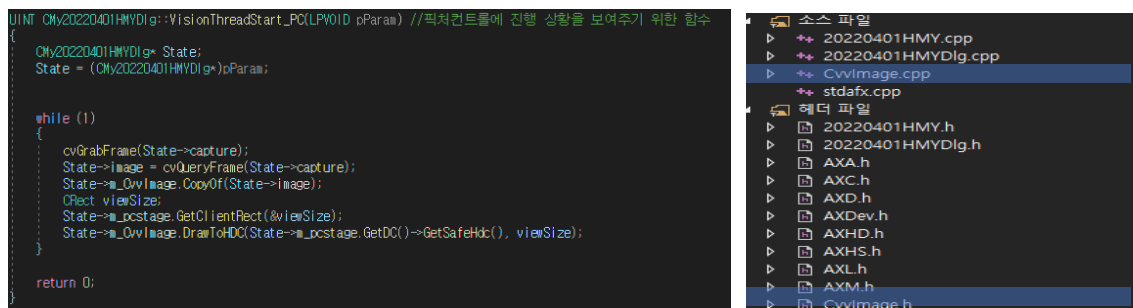 UINT CMy20220401HMYDlg::VisionThreadStart_PC(LPVOID pParam) //픽처컨트롤에 진행 상황을 보여주기 위한 함수
{
CMy20220401HMYDlg* State;
State = (CMy20220401HMYDlg*)pParam;
while (1)
{
cvGrabFrame(State->capture);
State->image = cvQueryFrame(State->capture);
State->m_CvvImage.CopyOf(State->image);
CRect viewSize;
State->m_pcstage.GetClientRect(&viewSize);
State->m_CvvImage.DrawToHDC(State->m_pcstage.GetDC()->GetSafeHdc(), viewSize);
}
return 0;
}
소스 파일
20220401HMY.cpp
20220401HMYDlg.cpp
CvvImage.cpp
stdafx.cpp
헤더 파일
20220401HMY.h
20220401HMYDlg.h
AXA.h
AXC.h
AXD.h
AXDev.h
AXHD.h
AXHS.h
AXL.h
AXM.h
CvvImage.h